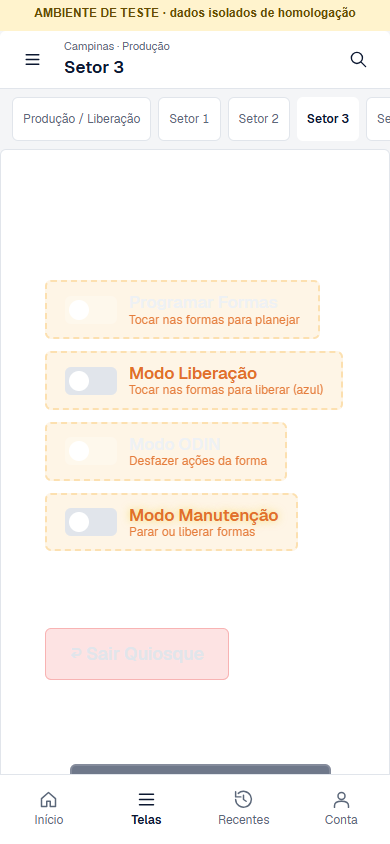 AMBIENTE DE TESTE · dados isolados de homologação
Campinas · Produção
Setor 3
Produção / Liberação
Setor 1
Setor 2
Setor 3
Se
Programar Formas
Tocar nas formas para planejar
Modo Liberação
Tocar nas formas para liberar (azul)
Modo ODIN
Desfazer ações da forma
Modo Manutenção
Parar ou liberar formas
Sair Quiosque
Início
Telas
Recentes
Conta